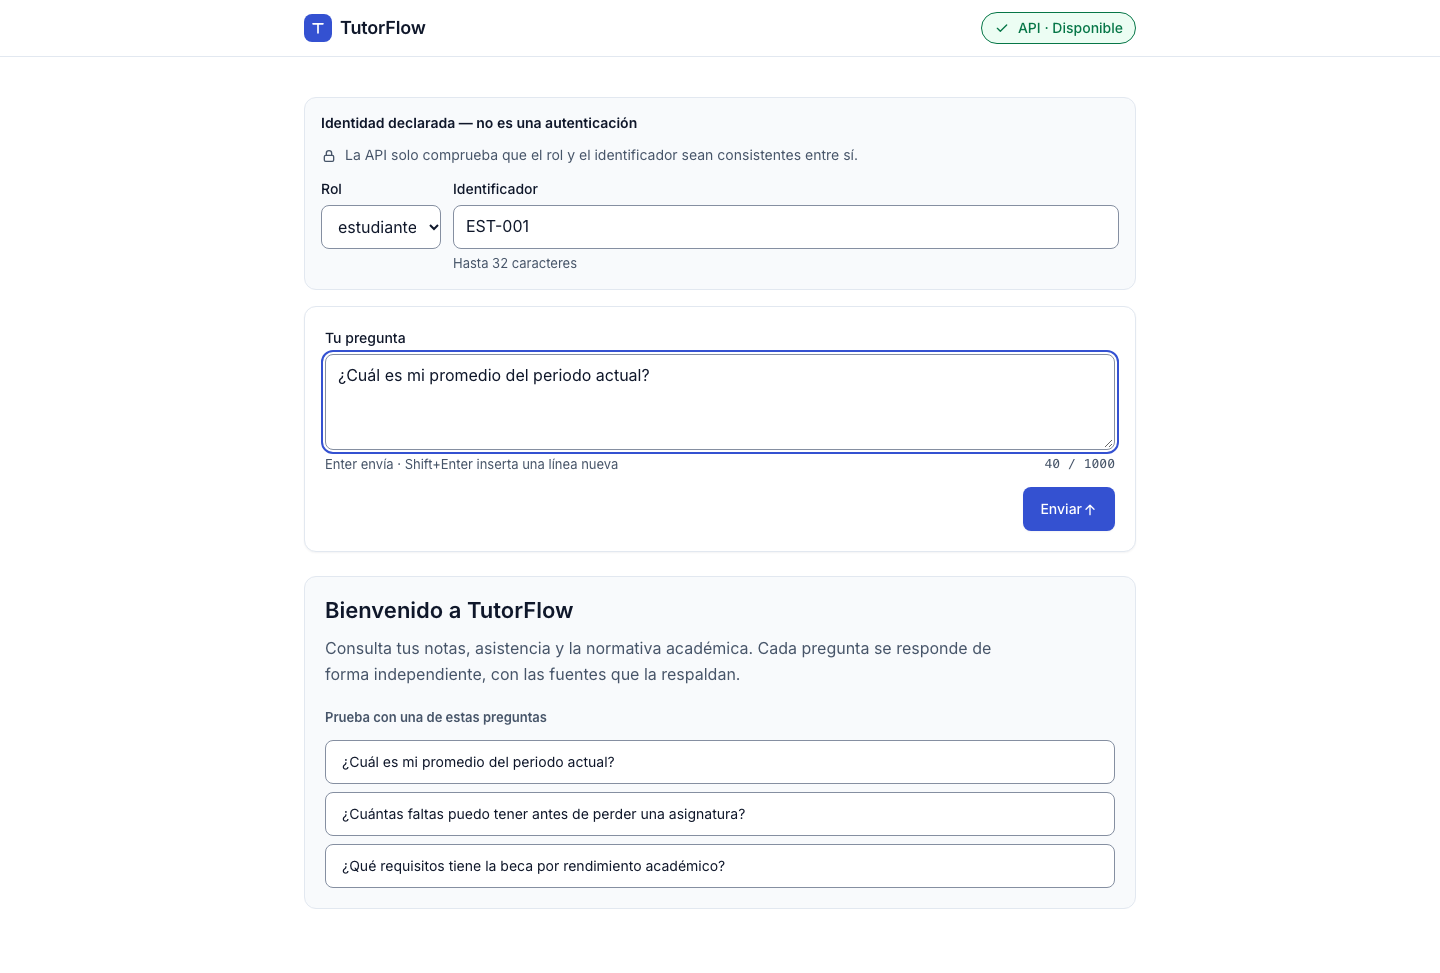 T TutorFlow
API · Disponible
Identidad declarada — no es una autenticación
La API solo comprueba que el rol y el identificador sean consistentes entre sí.
Rol
Identificador
estudiante
EST-001
Hasta 32 caracteres
Tu pregunta
¿Cuál es mi promedio del periodo actual?
Enter envía · Shift+Enter inserta una línea nueva
40 / 1000
Enviar ↑
Bienvenido a TutorFlow
Consulta tus notas, asistencia y la normativa académica. Cada pregunta se responde de
forma independiente, con las fuentes que la respaldan.
Prueba con una de estas preguntas
¿Cuál es mi promedio del periodo actual?
¿Cuántas faltas puedo tener antes de perder una asignatura?
¿Qué requisitos tiene la beca por rendimiento académico?